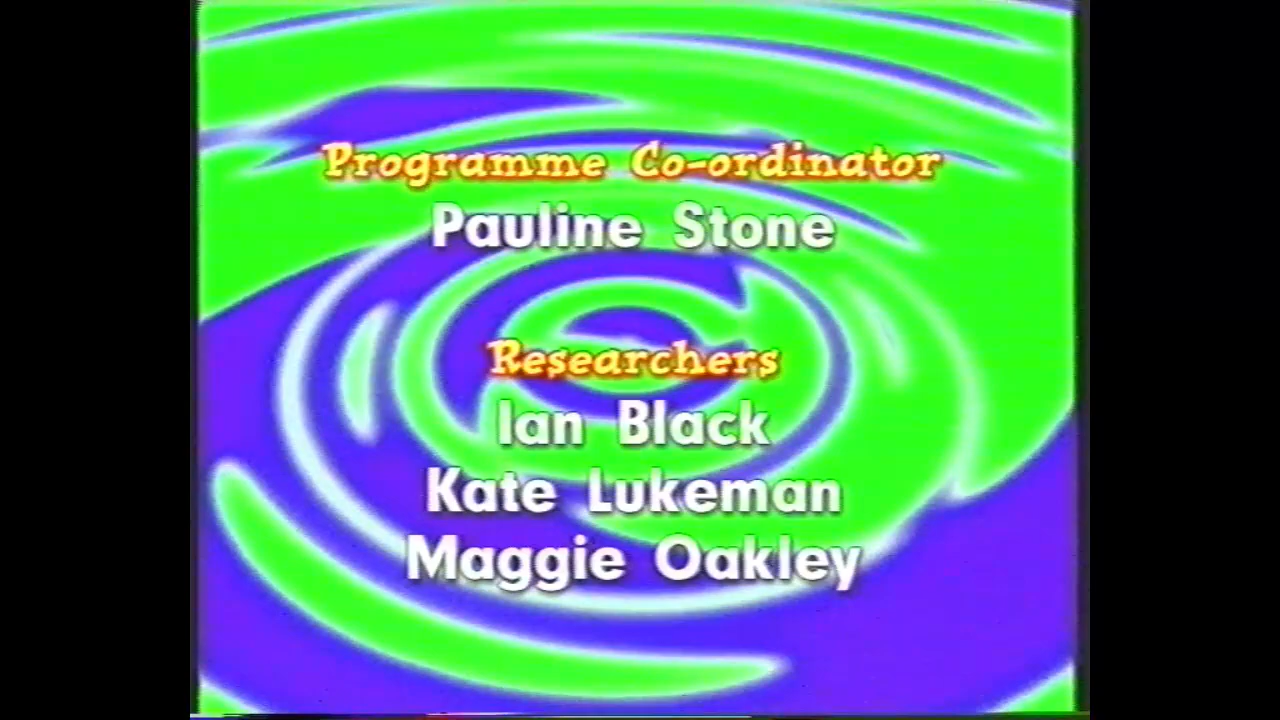 Programme Co-ordinator
Pauline Stone
Researchers
Ian Black
Kate Lukeman
Maggie Oakley